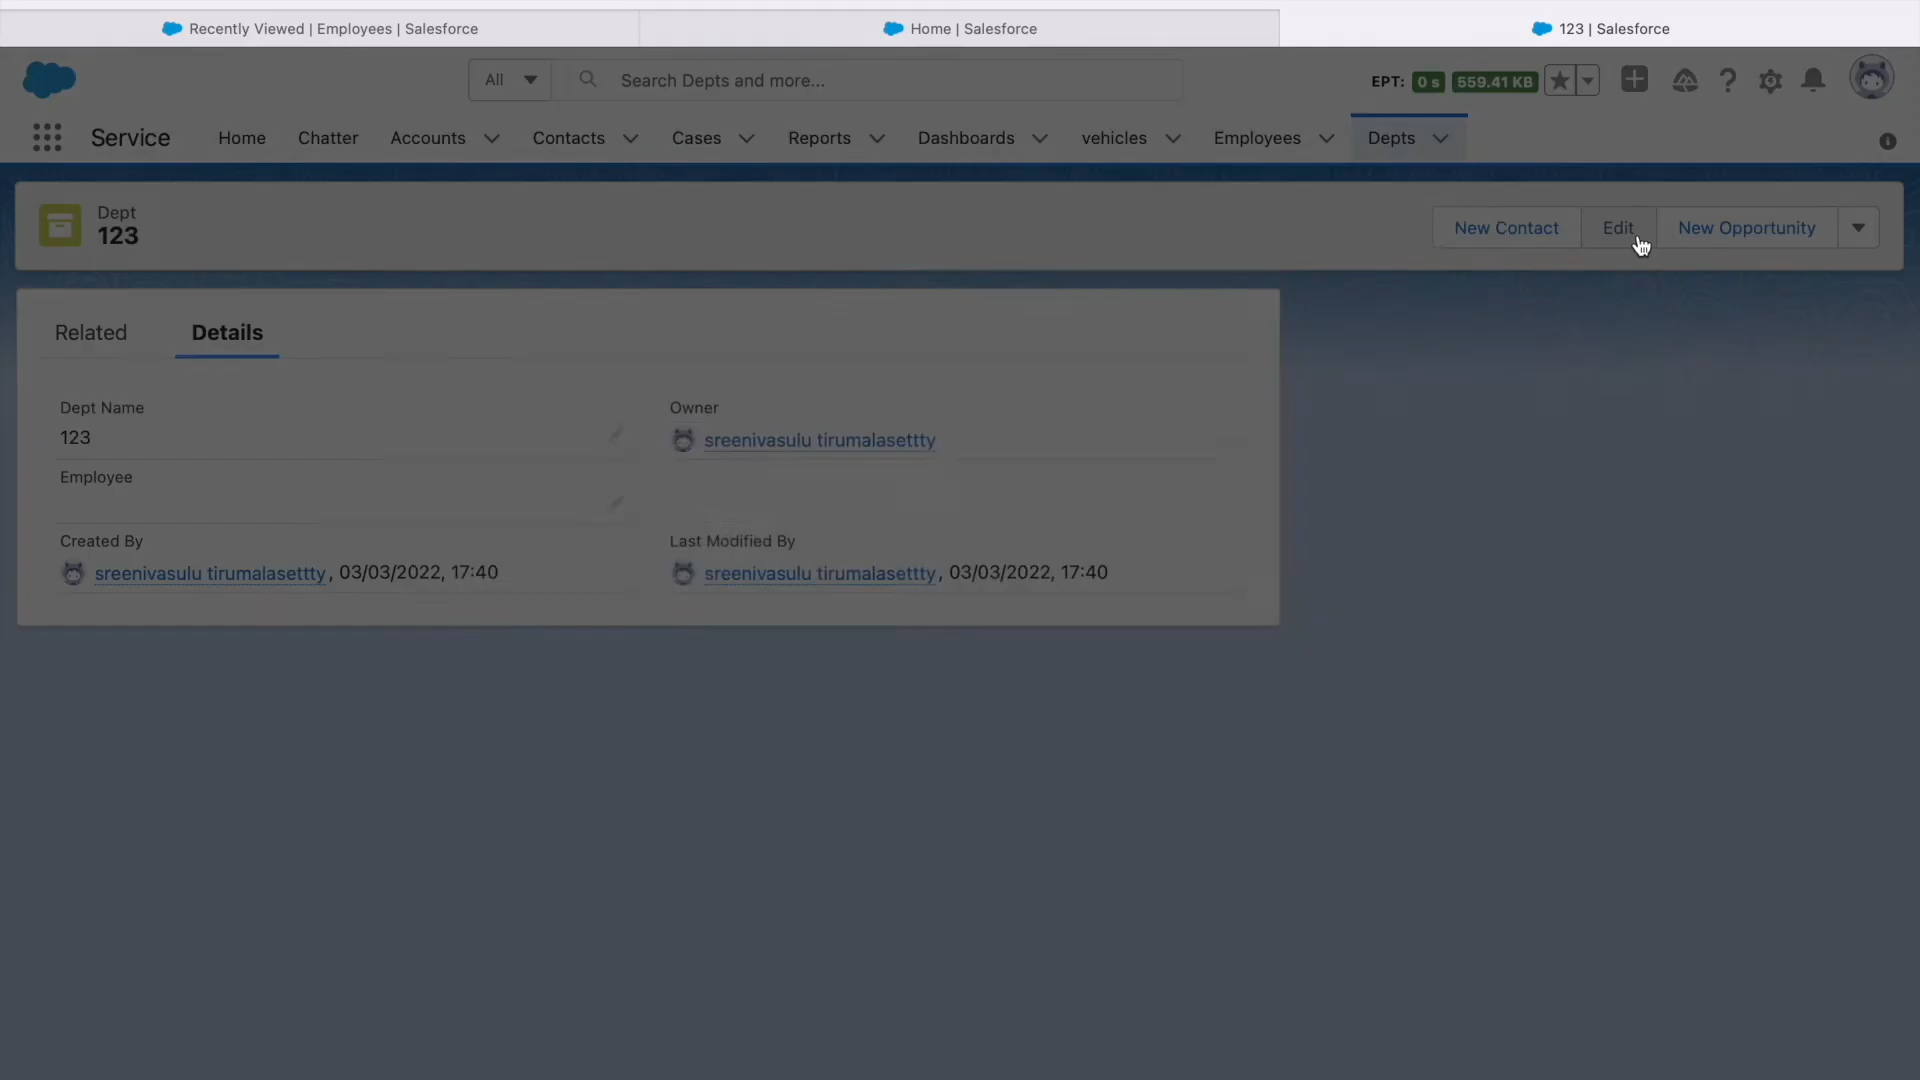 Recently Viewed | Employees | Salesforce
Home | Salesforce
123 | Salesforce
All
Search Depts and more...
EPT: 0 s 559.41 KB
Service
Home
Chatter
Accounts
Contacts
Cases
Reports
Dashboards
vehicles
Employees
Depts
Dept
123
New Contact
Edit
New Opportunity
Related
Details
Dept Name
123
Owner
sreenivasulu tirumalasettty
Employee
Created By
sreenivasulu tirumalasettty, 03/03/2022, 17:40
Last Modified By
sreenivasulu tirumalasettty, 03/03/2022, 17:40